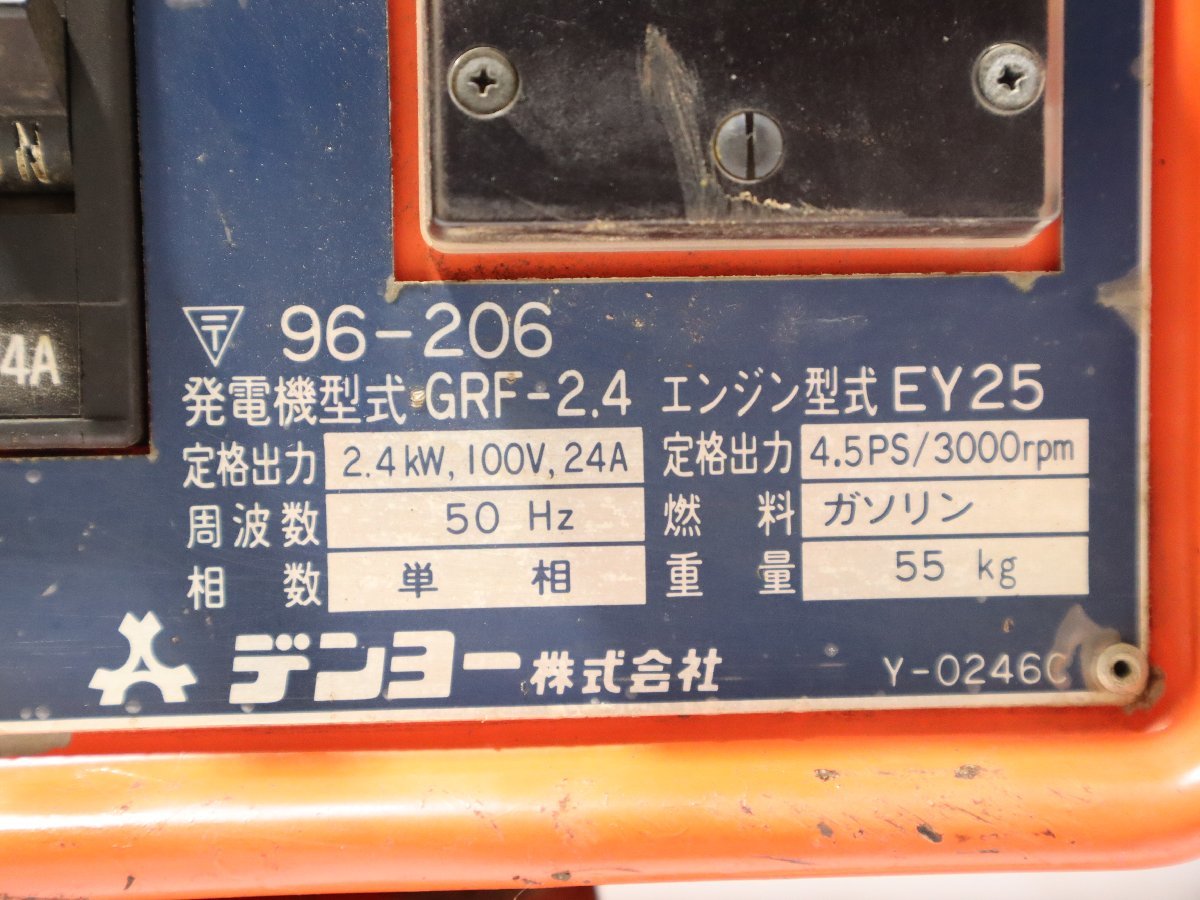 4A
96-206
発電機型式 GRF-2.4 エンジン型式 EY25
定格出力 2.4kW, 100V, 24A 定格出力 4.5PS/3000rpm
周波数 50 Hz 燃料 ガソリン
相数 単相 重量 55 kg
デンヨー株式会社 Y-0246C